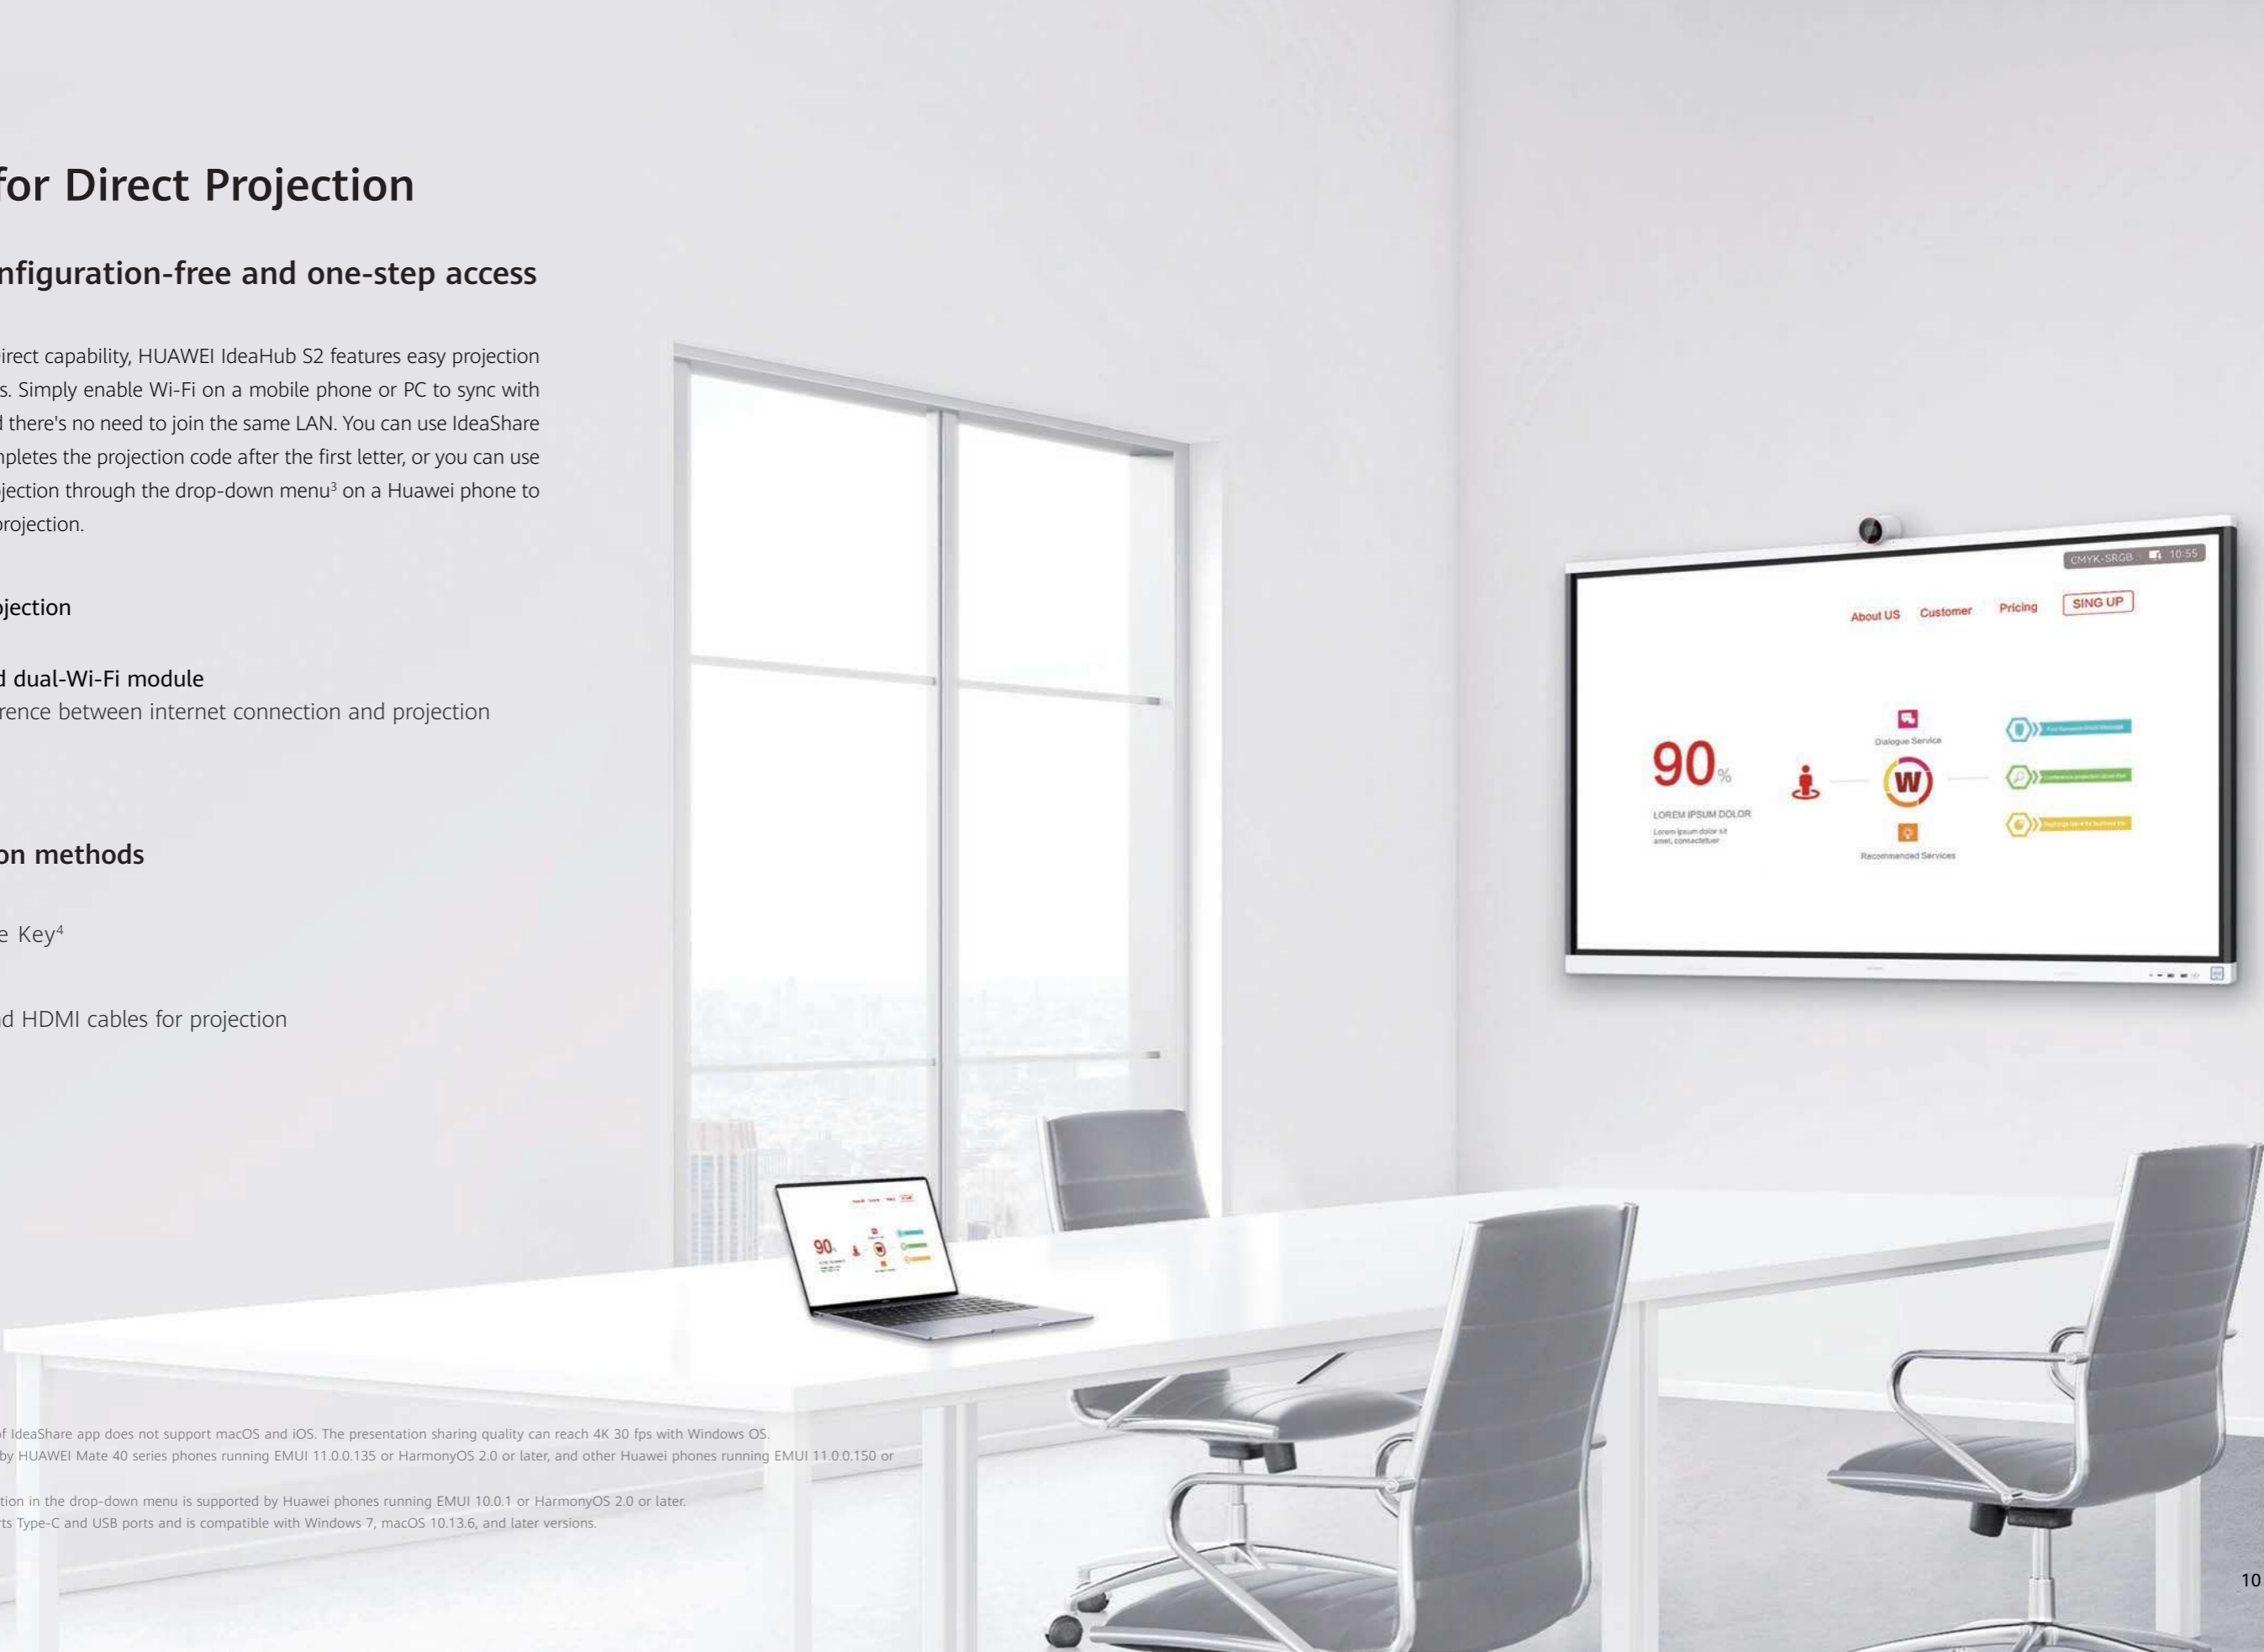 for Direct Projection
nfiguration-free and one-step access
irect capability, HUAWEI IdeaHub S2 features easy projection
s. Simply enable Wi-Fi on a mobile phone or PC to sync with
d there's no need to join the same LAN. You can use IdeaShare
mpletes the projection code after the first letter, or you can use
jection through the drop-down menu³ on a Huawei phone to
projection.
ojection
d dual-Wi-Fi module
rence between internet connection and projection
on methods
e Key⁴
nd HDMI cables for projection
CMYK-SRGB 10:55
About US Customer Pricing SING UP
90%
LOREM IPSUM DOLOR
Lorem ipsum dolor sit
amet, consectetuer
Dialogue Service
W
Recommended Services
90
W
of IdeaShare app does not support macOS and iOS. The presentation sharing quality can reach 4K 30 fps with Windows OS.
by HUAWEI Mate 40 series phones running EMUI 11.0.0.135 or HarmonyOS 2.0 or later, and other Huawei phones running EMUI 11.0.0.150 or
tion in the drop-down menu is supported by Huawei phones running EMUI 10.0.1 or HarmonyOS 2.0 or later.
rts Type-C and USB ports and is compatible with Windows 7, macOS 10.13.6, and later versions.
10